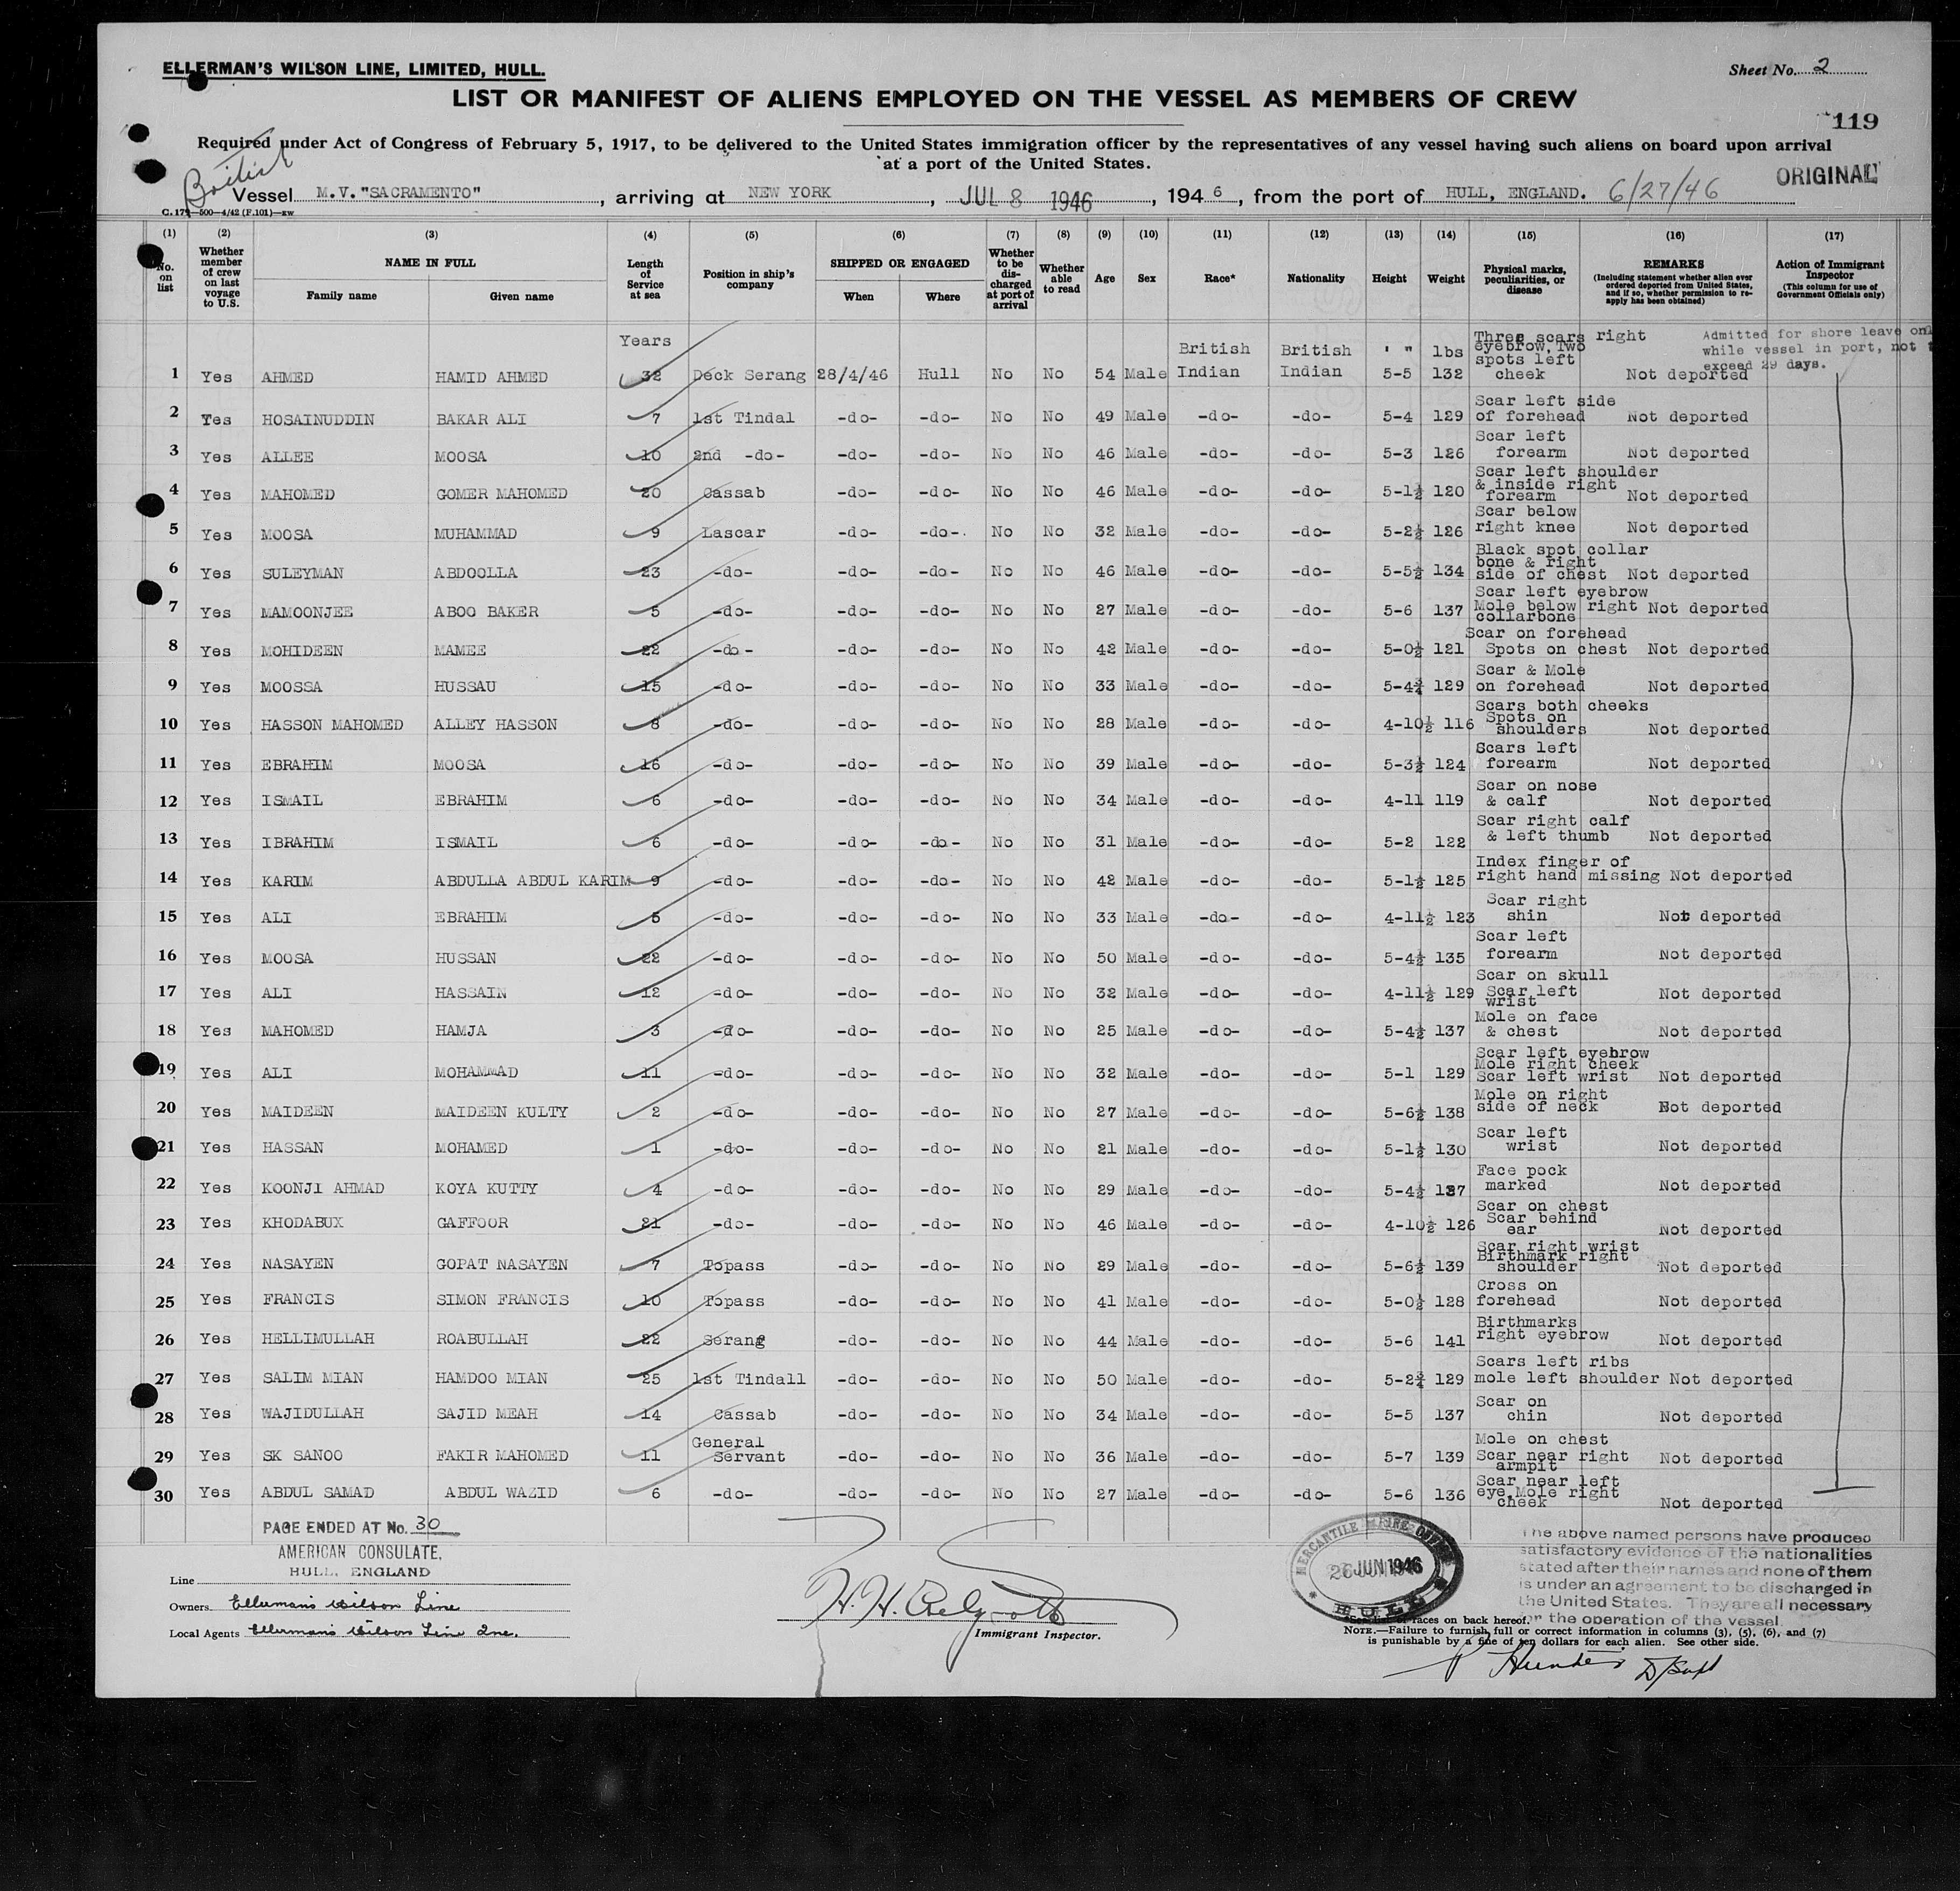 ELLERMAN'S WILSON LINE, LIMITED, HULL.
Sheet No. 2
LIST OR MANIFEST OF ALIENS EMPLOYED ON THE VESSEL AS MEMBERS OF CREW
119
Required under Act of Congress of February 5, 1917, to be delivered to the United States immigration officer by the representatives of any vessel having such aliens on board upon arrival
at a port of the United States.
ORIGINAL
British
Vessel M.V. "SACRAMENTO", arriving at NEW YORK, JUL 8 1946, 194 6, from the port of HULL, ENGLAND. 6/27/46
(1) (2) (3) (4) (5) (6) (7) (8) (9) (10) (11) (12) (13) (14) (15) (16) (17)
No. on list | Whether member of crew on last voyage to U.S. | NAME IN FULL Family name Given name | Length of Service at sea | Position in ship's company | SHIPPED OR ENGAGED When Where | Whether to be discharged at port of arrival | Whether able to read | Age | Sex | Race* | Nationality | Height | Weight | Physical marks, peculiarities, or disease | REMARKS (Including statement whether alien ever ordered deported from United States, and if so, whether permission to re-apply has been obtained) | Action of Immigrant Inspector (This column for use of Government Officials only)
Years
' " lbs
Admitted for shore leave
while vessel in port, not
exceed 29 days.
1 Yes AHMED HAMID AHMED 32 Deck Serang 28/4/46 Hull No No 54 Male British Indian British Indian 5-5 132 Three scars right eyebrow, Two spots left cheek Not deported
2 Yes HOSAINUDDIN BAKAR ALI 7 1st Tindal -do- -do- No No 49 Male -do- -do- 5-4 129 Scar left side of forehead Not deported
3 Yes ALLEE MOOSA 10 2nd -do- -do- -do- No No 46 Male -do- -do- 5-3 126 Scar left forearm Not deported
4 Yes MAHOMED GOMER MAHOMED 20 Cassab -do- -do- No No 46 Male -do- -do- 5-1½ 120 Scar left shoulder & inside right forearm Not deported
5 Yes MOOSA MUHAMMAD 9 Lascar -do- -do-. No No 32 Male -do- -do- 5-2½ 126 Scar below right knee Not deported
6 Yes SULEYMAN ABDOOLLA 23 -do- -do- -do- No No 46 Male -do- -do- 5-5½ 134 Black spot collar bone & right side of chest Not deported
7 Yes MAMOONJEE ABOO BAKER 5 -do- -do- -do- No No 27 Male -do- -do- 5-6 137 Scar left eyebrow Mole below right collarbone Not deported
8 Yes MOHIDEEN MAMEE 22 -do- -do- -do- No No 42 Male -do- -do- 5-0½ 121 Scar on forehead Spots on chest Not deported
9 Yes MOOSSA HUSSAU 15 -do- -do- -do- No No 33 Male -do- -do- 5-4¾ 129 Scar & Mole on forehead Not deported
10 Yes HASSON MAHOMED ALLEY HASSON 8 -do- -do- -do- No No 28 Male -do- -do- 4-10½ 116 Scars both cheeks Spots on shoulders Not deported
11 Yes EBRAHIM MOOSA 16 -do- -do- -do- No No 39 Male -do- -do- 5-3½ 124 Scars left forearm Not deported
12 Yes ISMAIL EBRAHIM 6 -do- -do- -do- No No 34 Male -do- -do- 4-11 119 Scar on nose & calf Not deported
13 Yes IBRAHIM ISMAIL 6 -do- -do- -do- No No 31 Male -do- -do- 5-2 122 Scar right calf & left thumb Not deported
14 Yes KARIM ABDULLA ABDUL KARIM 9 -do- -do- -do- No No 42 Male -do- -do- 5-1½ 125 Index finger of right hand missing Not deported
15 Yes ALI EBRAHIM 5 -do- -do- -do- No No 33 Male -do- -do- 4-11½ 123 Scar right shin Not deported
16 Yes MOOSA HUSSAN 22 -do- -do- -do- No No 50 Male -do- -do- 5-4½ 135 Scar left forearm Not deported
17 Yes ALI HASSAIN 12 -do- -do- -do- No No 32 Male -do- -do- 4-11½ 129 Scar on skull Scar left wrist Not deported
18 Yes MAHOMED HAMJA 3 -do- -do- -do- No No 25 Male -do- -do- 5-4½ 137 Mole on face & chest Not deported
19 Yes ALI MOHAMMAD 11 -do- -do- -do- No No 32 Male -do- -do- 5-1 129 Scar left eyebrow Mole right cheek Scar left wrist Not deported
20 Yes MAIDEEN MAIDEEN KULTY 2 -do- -do- -do- No No 27 Male -do- -do- 5-6½ 138 Mole on right side of neck Not deported
21 Yes HASSAN MOHAMED 1 -do- -do- -do- No No 21 Male -do- -do- 5-1½ 130 Scar left wrist Not deported
22 Yes KOONJI AHMAD KOYA KUTTY 4 -do- -do- -do- No No 29 Male -do- -do- 5-4½ 137 Face pock marked Not deported
23 Yes KHODABUX GAFFOOR 21 -do- -do- -do- No No 46 Male -do- -do- 4-10½ 126 Scar on chest Scar behind ear Not deported
24 Yes NASAYEN GOPAT NASAYEN 7 Topass -do- -do- No No 29 Male -do- -do- 5-6½ 139 Scar right wrist Birthmark right shoulder Not deported
25 Yes FRANCIS SIMON FRANCIS 10 Topass -do- -do- No No 41 Male -do- -do- 5-0½ 128 Cross on forehead Not deported
26 Yes HELLIMULLAH ROABULLAH 22 Serang -do- -do- No No 44 Male -do- -do- 5-6 141 Birthmarks right eyebrow Not deported
27 Yes SALIM MIAN HAMDOO MIAN 25 1st Tindall -do- -do- No No 50 Male -do- -do- 5-2¾ 129 Scars left ribs mole left shoulder Not deported
28 Yes WAJIDULLAH SAJID MEAH 14 Cassab -do- -do- No No 34 Male -do- -do- 5-5 137 Scar on chin Not deported
29 Yes SK SANOO FAKIR MAHOMED 11 General Servant -do- -do- No No 36 Male -do- -do- 5-7 139 Mole on chest Scar near right armpit Not deported
30 Yes ABDUL SAMAD ABDUL WAZID 6 -do- -do- -do- No No 27 Male -do- -do- 5-6 136 Scar near left eye Mole right cheek Not deported
PAGE ENDED AT No. 30
AMERICAN CONSULATE,
HULL, ENGLAND
Line
Owners Ellerman's Wilson Line
Local Agents Ellerman's Wilson Line Inc.
H. H.
Immigrant Inspector.
MERCANTILE MARINE OFFICE
26 JUN 1946
HULL
The above named persons have produced
satisfactory evidence of the nationalities
stated after their names and none of them
is under an agreement to be discharged in
the United States. They are all necessary
for the operation of the vessel.
*See list of races on back hereof.
NOTE.—Failure to furnish full or correct information in columns (3), (5), (6), and (7)
is punishable by a fine of ten dollars for each alien. See other side.
Hunter D/Supt